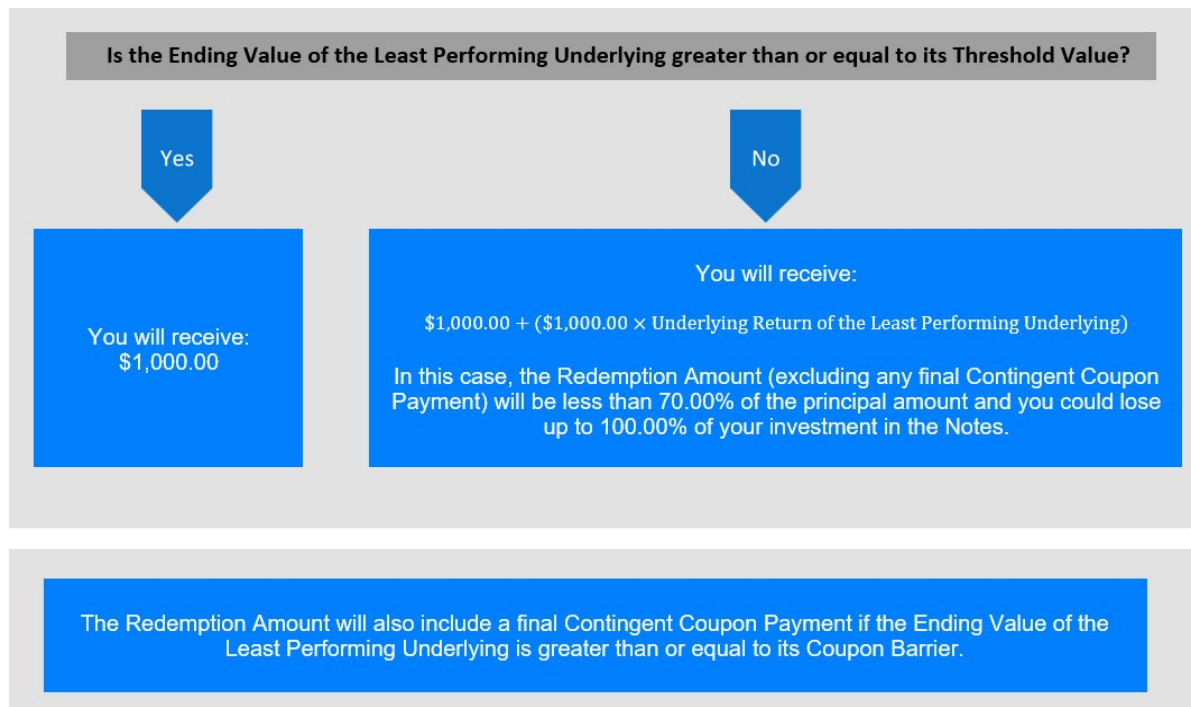 Is the Ending Value of the Least Performing Underlying greater than or equal to its Threshold Value?
Yes
No
You will receive:
$1,000.00
You will receive:
$1,000.00 + ($1,000.00 × Underlying Return of the Least Performing Underlying)
In this case, the Redemption Amount (excluding any final Contingent Coupon
Payment) will be less than 70.00% of the principal amount and you could lose
up to 100.00% of your investment in the Notes.
The Redemption Amount will also include a final Contingent Coupon Payment if the Ending Value of the
Least Performing Underlying is greater than or equal to its Coupon Barrier.